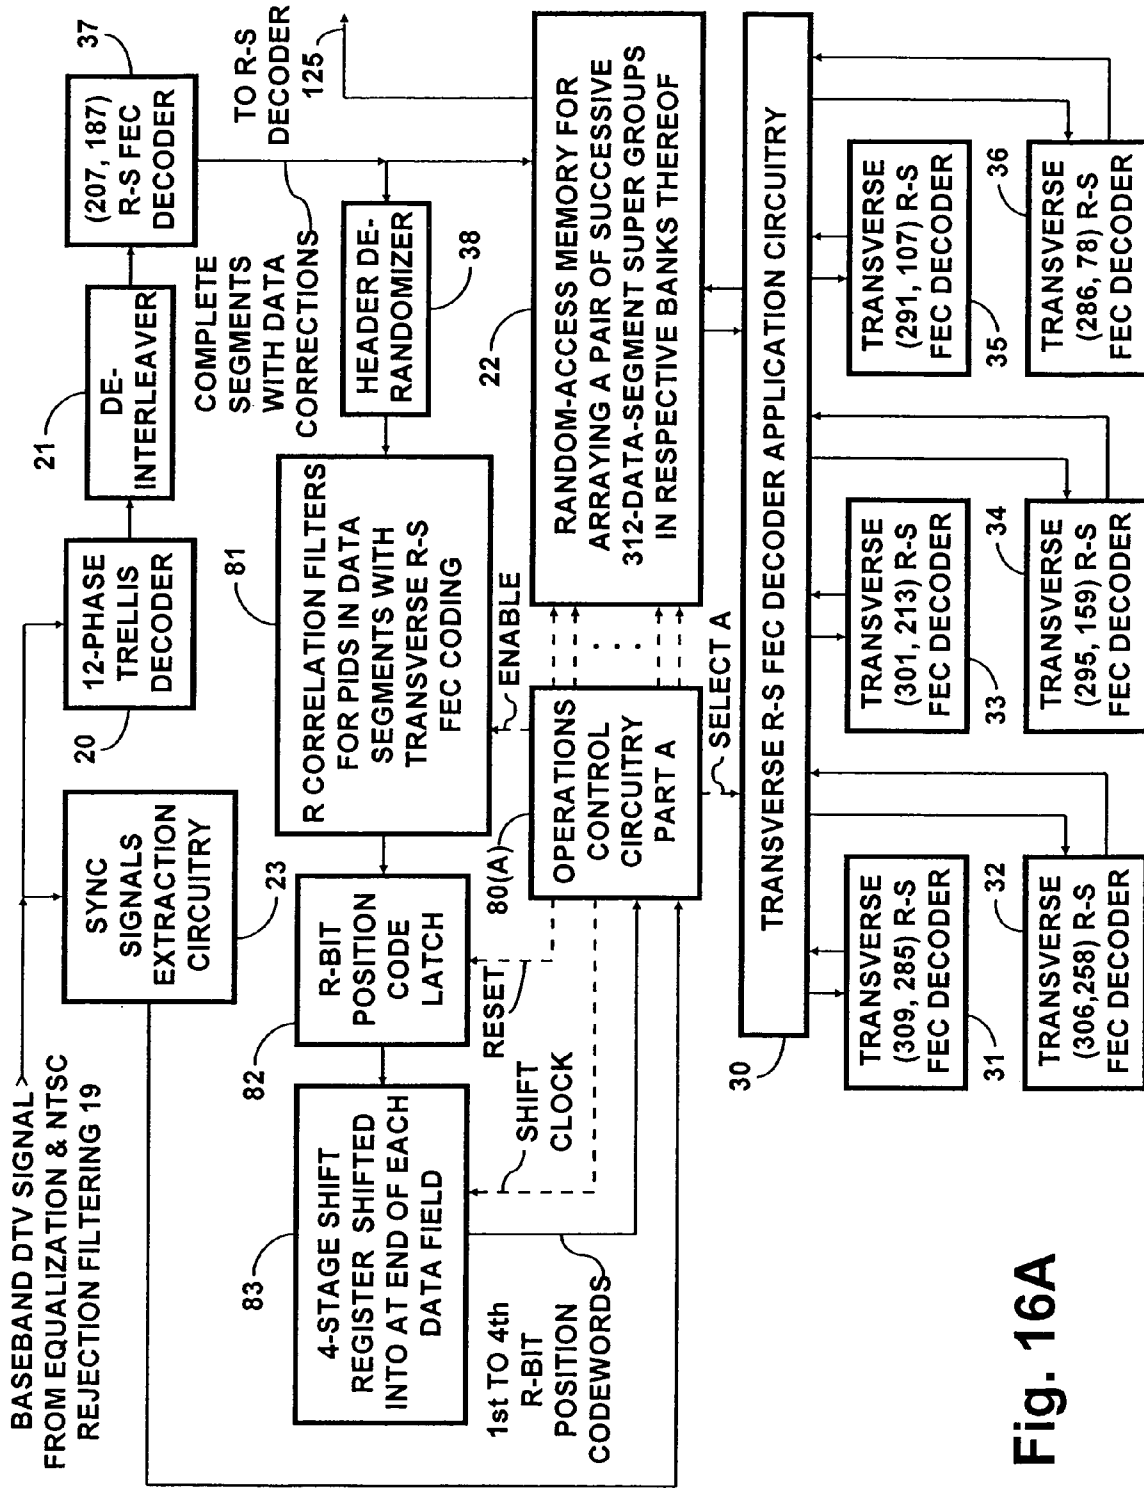 BASEBAND DTV SIGNAL
FROM EQUALIZATION & NTSC
REJECTION FILTERING 19
SYNC
SIGNALS
EXTRACTION
CIRCUITRY
23
12-PHASE
TRELLIS
DECODER
20
DE-
INTERLEAVER
21
(207, 187)
R-S FEC
DECODER
37
TO R-S
DECODER
125
COMPLETE
SEGMENTS
WITH DATA
CORRECTIONS
HEADER DE-
RANDOMIZER
38
R CORRELATION FILTERS
FOR PIDS IN DATA
SEGMENTS WITH
TRANSVERSE R-S
FEC CODING
81
R-BIT
POSITION
CODE
LATCH
82
4-STAGE SHIFT
REGISTER SHIFTED
INTO AT END OF EACH
DATA FIELD
83
RESET
SHIFT
CLOCK
ENABLE
1st TO 4th
R-BIT
POSITION
CODEWORDS
80(A)
OPERATIONS
CONTROL
CIRCUITRY
PART A
SELECT A
22
RANDOM-ACCESS MEMORY FOR
ARRAYING A PAIR OF SUCCESSIVE
312-DATA-SEGMENT SUPER GROUPS
IN RESPECTIVE BANKS THEREOF
TRANSVERSE R-S FEC DECODER APPLICATION CIRCUITRY
30
TRANSVERSE
(309, 285) R-S
FEC DECODER
31
32
TRANSVERSE
(306,258) R-S
FEC DECODER
TRANSVERSE
(301, 213) R-S
FEC DECODER
33
34
TRANSVERSE
(295, 159) R-S
FEC DECODER
TRANSVERSE
(291, 107) R-S
FEC DECODER
35
36
TRANSVERSE
(286, 78) R-S
FEC DECODER
Fig. 16A